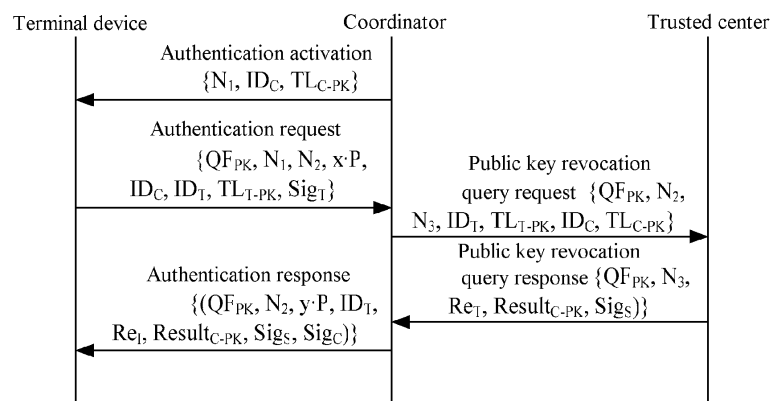 Terminal device
Coordinator
Trusted center
Authentication activation
{N1, IDC, TLC-PK}
Authentication request
{QFPK, N1, N2, x·P,
IDC, IDT, TLT-PK, SigT}
Public key revocation
query request {QFPK, N2,
N3, IDT, TLT-PK, IDC, TLC-PK}
Public key revocation
query response {QFPK, N3,
ReT, ResultC-PK, SigS)}
Authentication response
{(QFPK, N2, y·P, IDT,
ReI, ResultC-PK, SigS, SigC)}